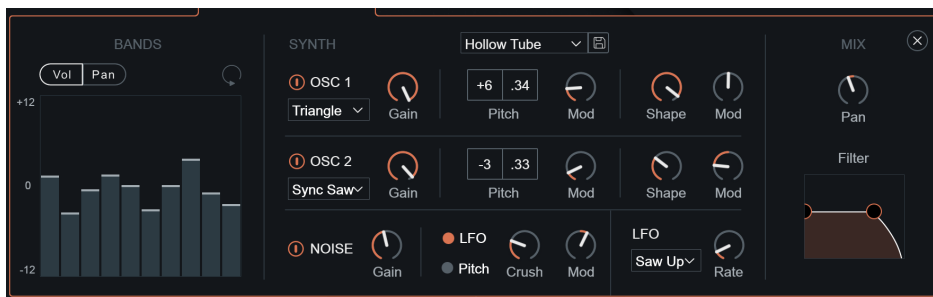 BANDS
Vol Pan
+12
0
-12
SYNTH
Hollow Tube
OSC 1
Triangle
Gain
+6 .34
Pitch
Mod
Shape
Mod
OSC 2
Sync Saw
Gain
-3 .33
Pitch
Mod
Shape
Mod
NOISE
Gain
LFO
Pitch
Crush
Mod
LFO
Saw Up
Rate
MIX
Pan
Filter